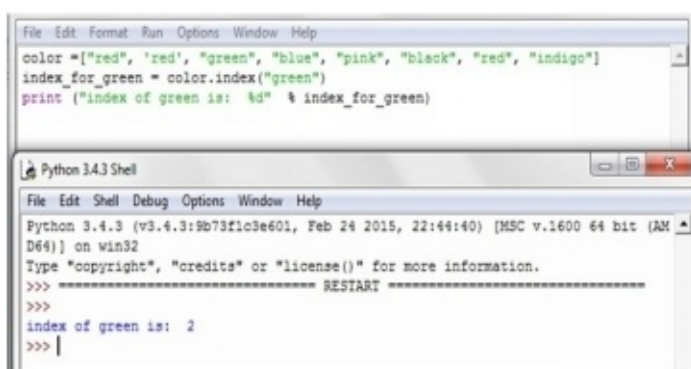 File Edit Format Run Options Window Help
color =["red", 'red', "green", "blue", "pink", "black", "red", "indigo"]
index_for_green = color.index("green")
print ("index of green is:  %d"  % index_for_green)
Python 3.4.3 Shell
File Edit Shell Debug Options Window Help
Python 3.4.3 (v3.4.3:9b73f1c3e601, Feb 24 2015, 22:44:40) [MSC v.1600 64 bit (AM
D64)] on win32
Type "copyright", "credits" or "license()" for more information.
>>> ================================ RESTART ================================
>>>
index of green is:  2
>>>